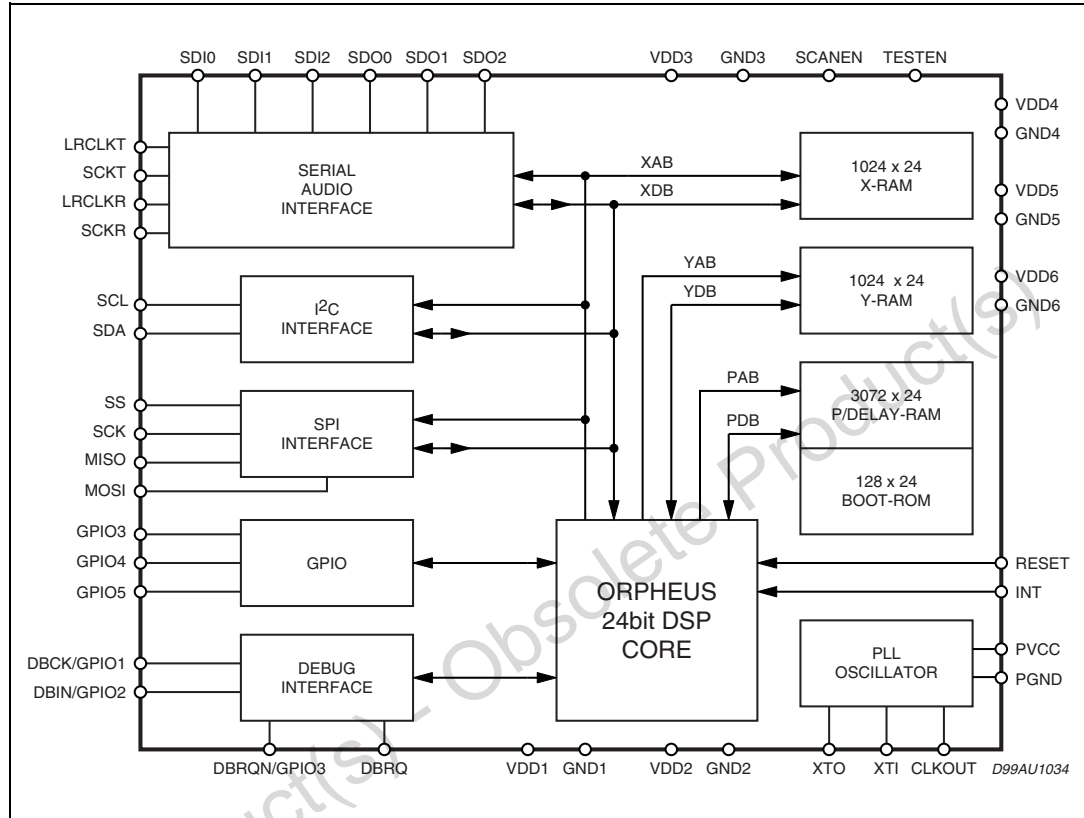 SDI0 SDI1 SDI2 SDO0 SDO1 SDO2 VDD3 GND3 SCANEN TESTEN
VDD4
GND4
VDD5
GND5
VDD6
GND6
LRCLKT
SCKT
LRCLKR
SCKR
SERIAL
AUDIO
INTERFACE
XAB
XDB
1024 x 24
X-RAM
SCL
SDA
I2C
INTERFACE
YAB
YDB
1024 x 24
Y-RAM
SS
SCK
MISO
MOSI
SPI
INTERFACE
PAB
PDB
3072 x 24
P/DELAY-RAM
128 x 24
BOOT-ROM
GPIO3
GPIO4
GPIO5
GPIO
ORPHEUS
24bit DSP
CORE
RESET
INT
DBCK/GPIO1
DBIN/GPIO2
DEBUG
INTERFACE
PLL
OSCILLATOR
PVCC
PGND
DBRQN/GPIO3 DBRQ VDD1 GND1 VDD2 GND2 XTO XTI CLKOUT D99AU1034
uct(s) - Obsolete Product(s)